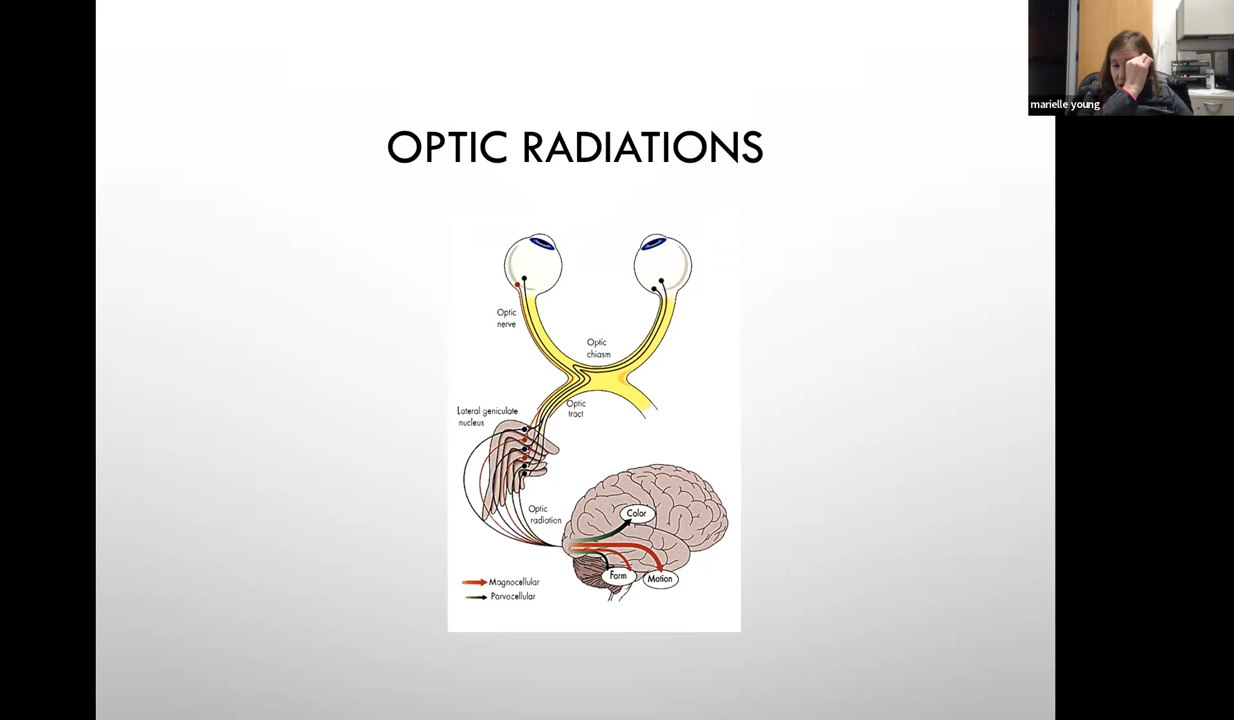 marielle young
OPTIC RADIATIONS
Optic
nerve
Optic
chiasm
Optic
tract
Lateral geniculate
nucleus
Optic
radiation
Color
Form
Motion
Magnocellular
Parvocellular